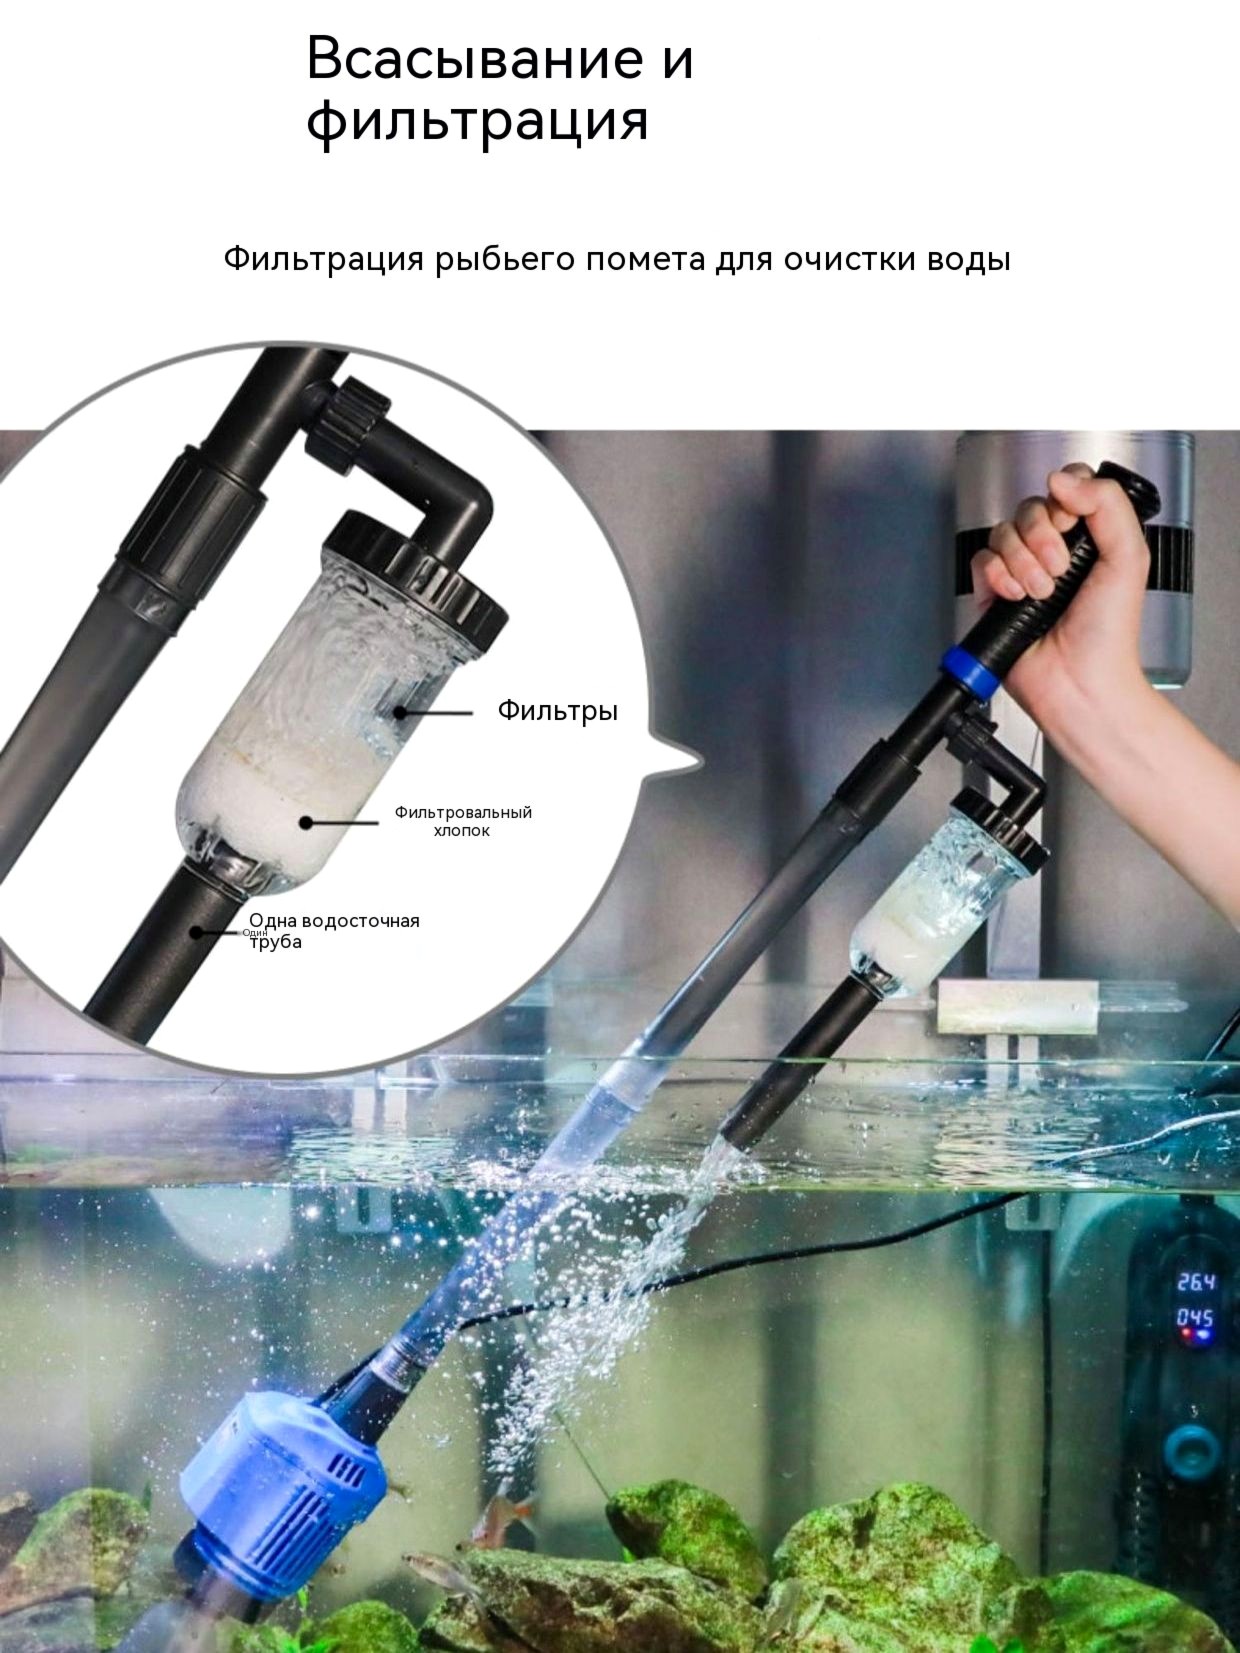 Всасывание и
фильтрация
Фильтрация рыбьего помета для очистки воды
Фильтры
Фильтровальный
хлопок
Одна водосточная
Один
труба
26.4
045